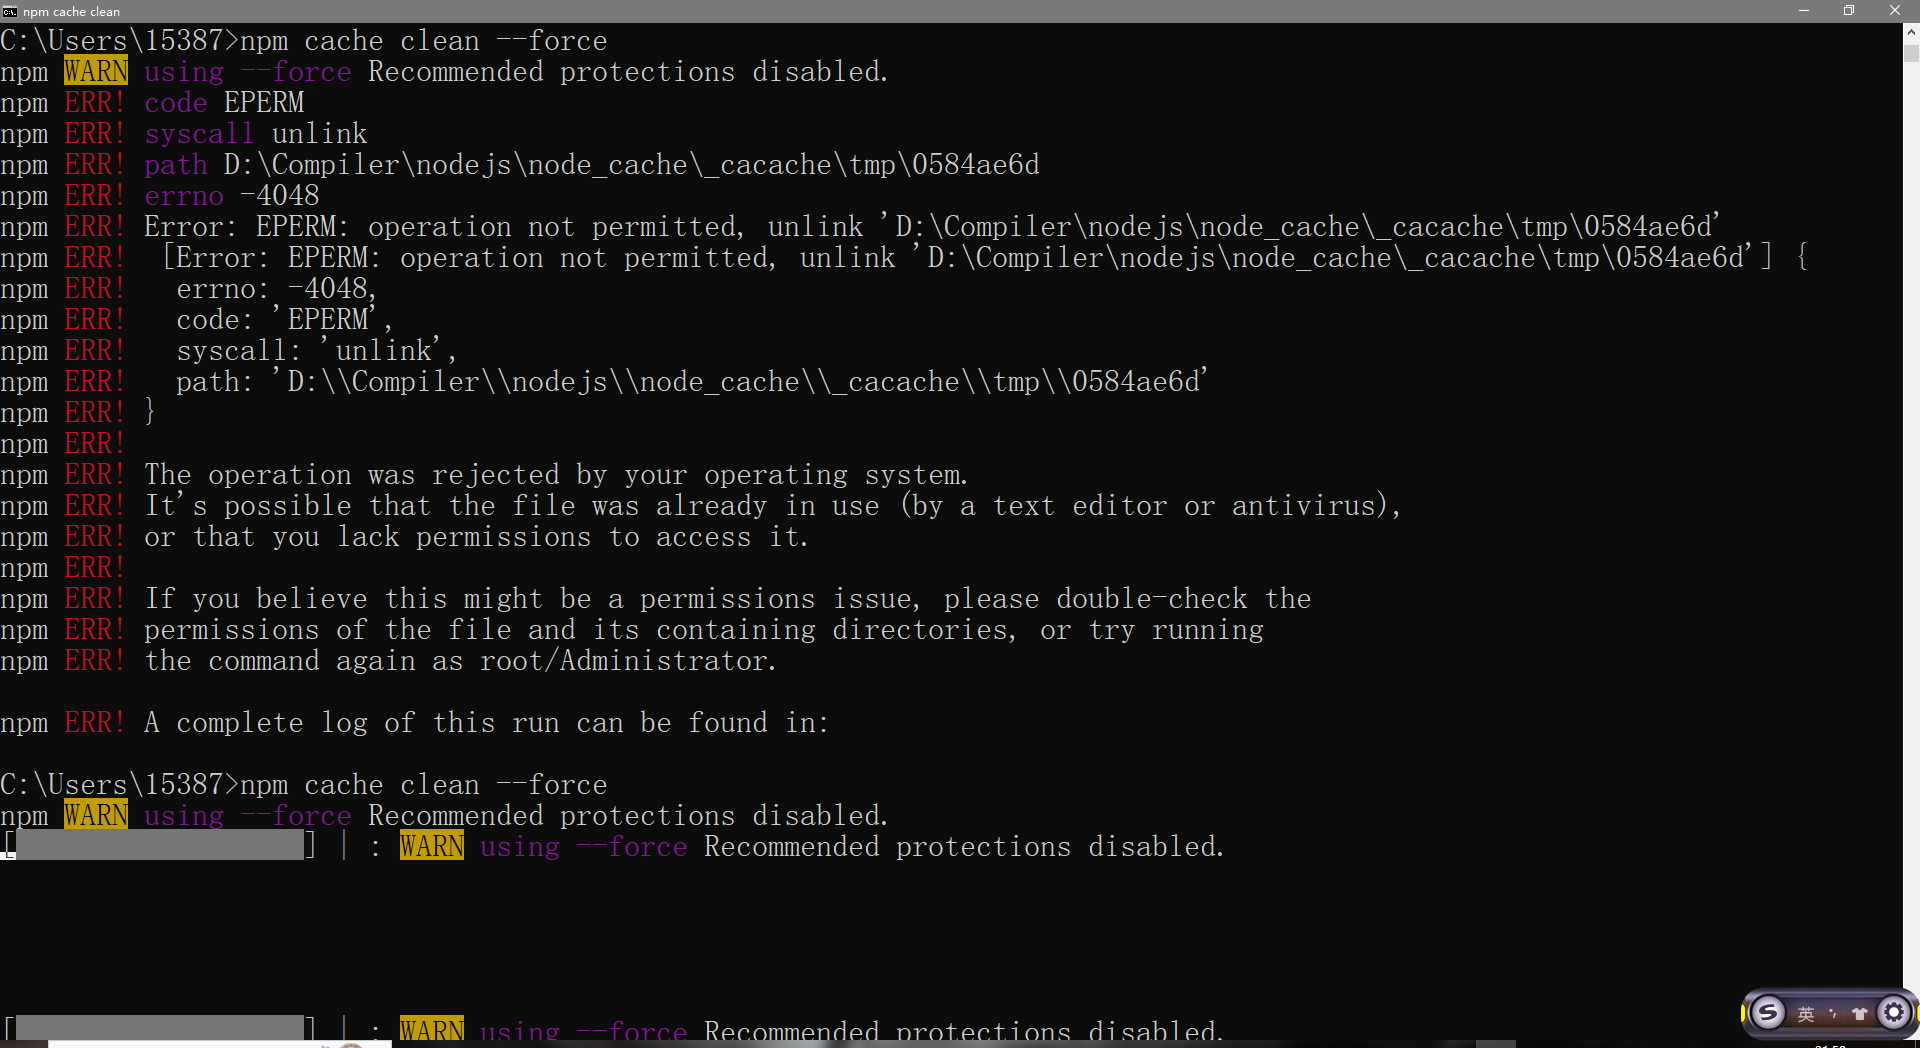 npm cache clean
C:\Users\15387>npm cache clean --force
npm WARN using --force Recommended protections disabled.
npm ERR! code EPERM
npm ERR! syscall unlink
npm ERR! path D:\Compiler\nodejs\node_cache\_cacache\tmp\0584ae6d
npm ERR! errno -4048
npm ERR! Error: EPERM: operation not permitted, unlink 'D:\Compiler\nodejs\node_cache\_cacache\tmp\0584ae6d'
npm ERR!  [Error: EPERM: operation not permitted, unlink 'D:\Compiler\nodejs\node_cache\_cacache\tmp\0584ae6d'] {
npm ERR!   errno: -4048,
npm ERR!   code: 'EPERM',
npm ERR!   syscall: 'unlink',
npm ERR!   path: 'D:\\Compiler\\nodejs\\node_cache\\_cacache\\tmp\\0584ae6d'
npm ERR! }
npm ERR!
npm ERR! The operation was rejected by your operating system.
npm ERR! It's possible that the file was already in use (by a text editor or antivirus),
npm ERR! or that you lack permissions to access it.
npm ERR!
npm ERR! If you believe this might be a permissions issue, please double-check the
npm ERR! permissions of the file and its containing directories, or try running
npm ERR! the command again as root/Administrator.
npm ERR! A complete log of this run can be found in:
C:\Users\15387>npm cache clean --force
npm WARN using --force Recommended protections disabled.
[ ] | : WARN using --force Recommended protections disabled.
[ ] | : WARN using --force Recommended protections disabled.
英